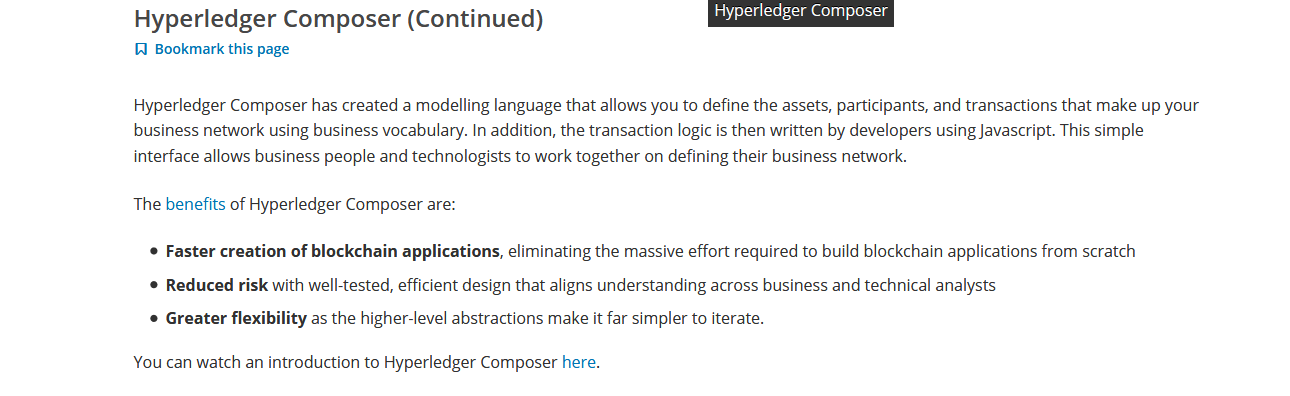 Hyperledger Composer (Continued)
Hyperledger Composer
Bookmark this page
Hyperledger Composer has created a modelling language that allows you to define the assets, participants, and transactions that make up your
business network using business vocabulary. In addition, the transaction logic is then written by developers using Javascript. This simple
interface allows business people and technologists to work together on defining their business network.
The benefits of Hyperledger Composer are:
• Faster creation of blockchain applications, eliminating the massive effort required to build blockchain applications from scratch
• Reduced risk with well-tested, efficient design that aligns understanding across business and technical analysts
• Greater flexibility as the higher-level abstractions make it far simpler to iterate.
You can watch an introduction to Hyperledger Composer here.